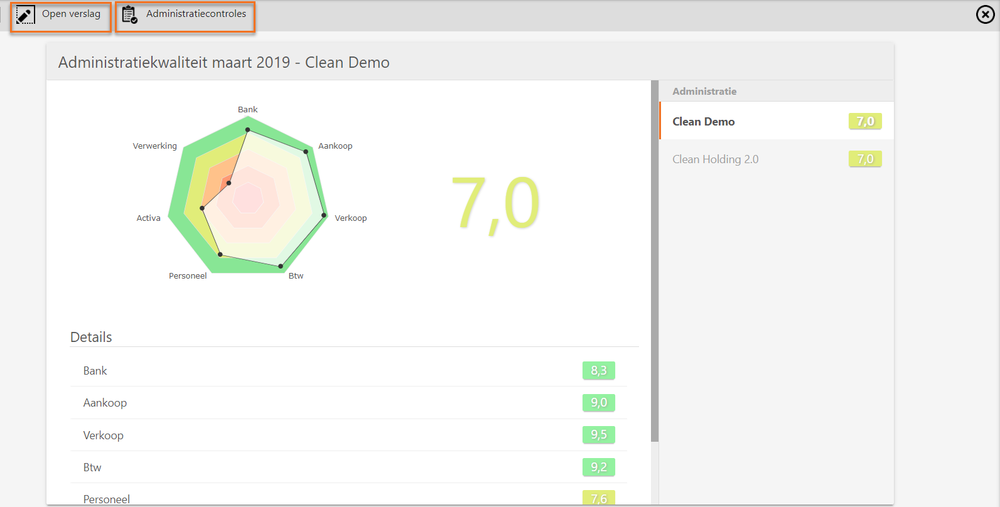 Open verslag
Administratiecontroles
Administratiekwaliteit maart 2019 - Clean Demo
Bank
Aankoop
Verkoop
Btw
Personeel
Activa
Verwerking
7,0
Details
Bank 8,3
Aankoop 9,0
Verkoop 9,5
Btw 9,2
Personeel 7,6
Administratie
Clean Demo 7,0
Clean Holding 2.0 7,0